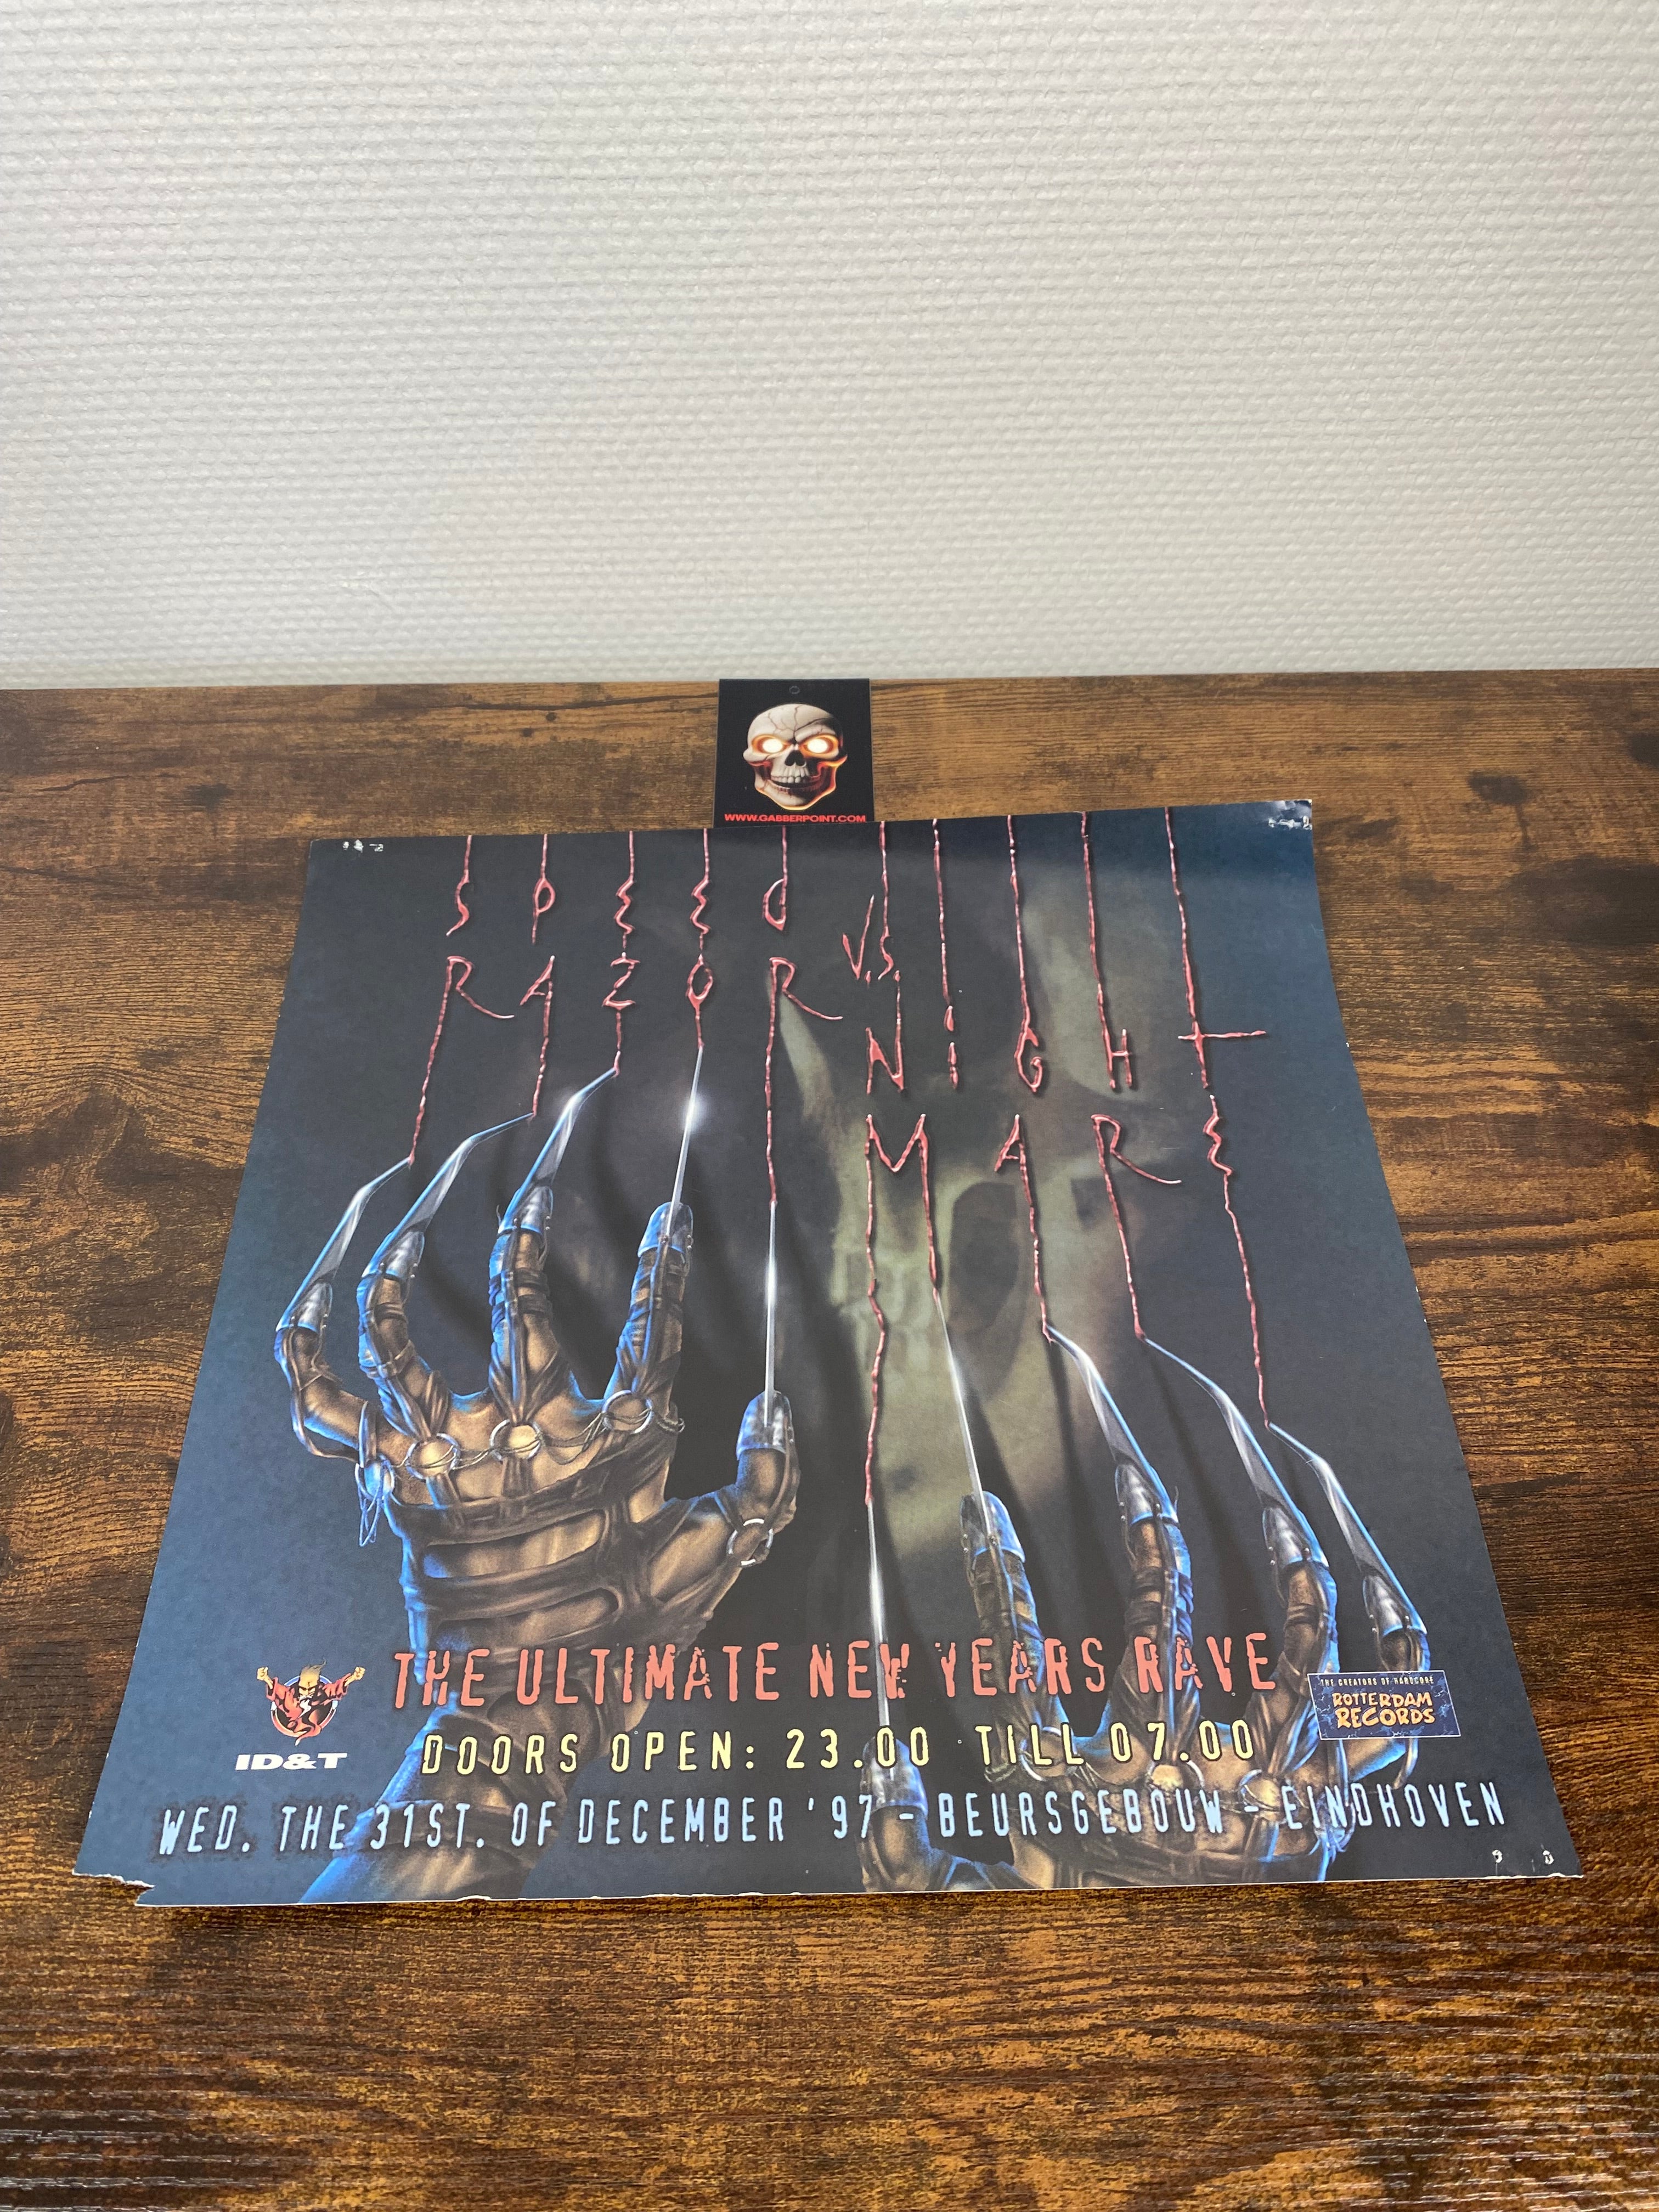 WWW.GABBERPOINT.COM
SPEED
RAZOR
V.S.
NIGHT
MARE
THE ULTIMATE NEW YEARS RAVE
DOORS OPEN: 23.00 TILL 07.00
ID&T
THE CREATORS OF HARDCORE
ROTTERDAM
RECORDS
WED. THE 31ST. OF DECEMBER '97 - BEURSGEBOUW - EINDHOVEN